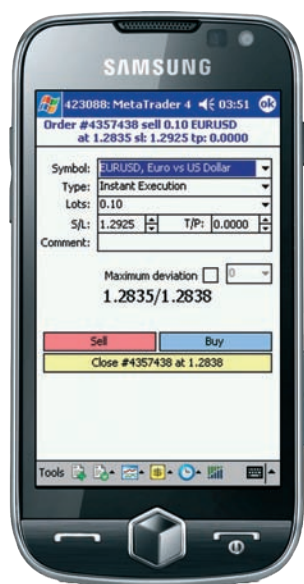 SAMSUNG
423088: MetaTrader 4 03:51 ok
Order #4357438 sell 0.10 EURUSD
at 1.2835 sl: 1.2925 tp: 0.0000
Symbol: EURUSD, Euro vs US Dollar
Type: Instant Execution
Lots: 0.10
S/L: 1.2925 T/P: 0.0000
Comment:
Maximum deviation 0
1.2835/1.2838
Sell Buy
Close #4357438 at 1.2838
Tools